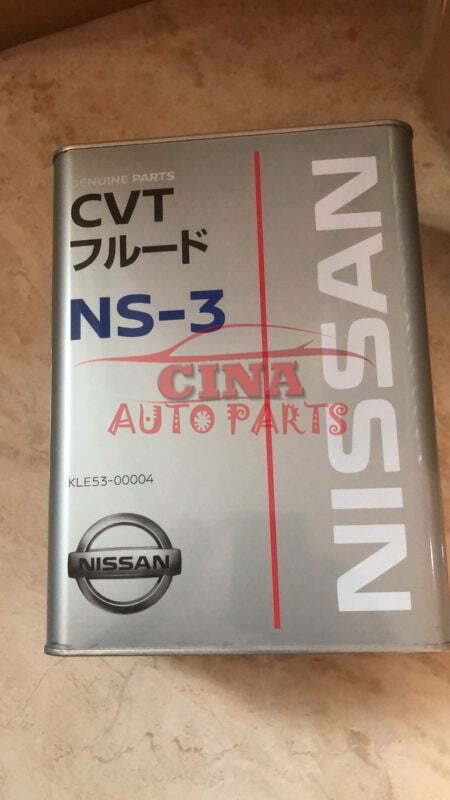 GENUINE PARTS
CVT
フルード
NS-3
CINA
AUTO PARTS
KLE53-00004
NISSAN
NISSAN